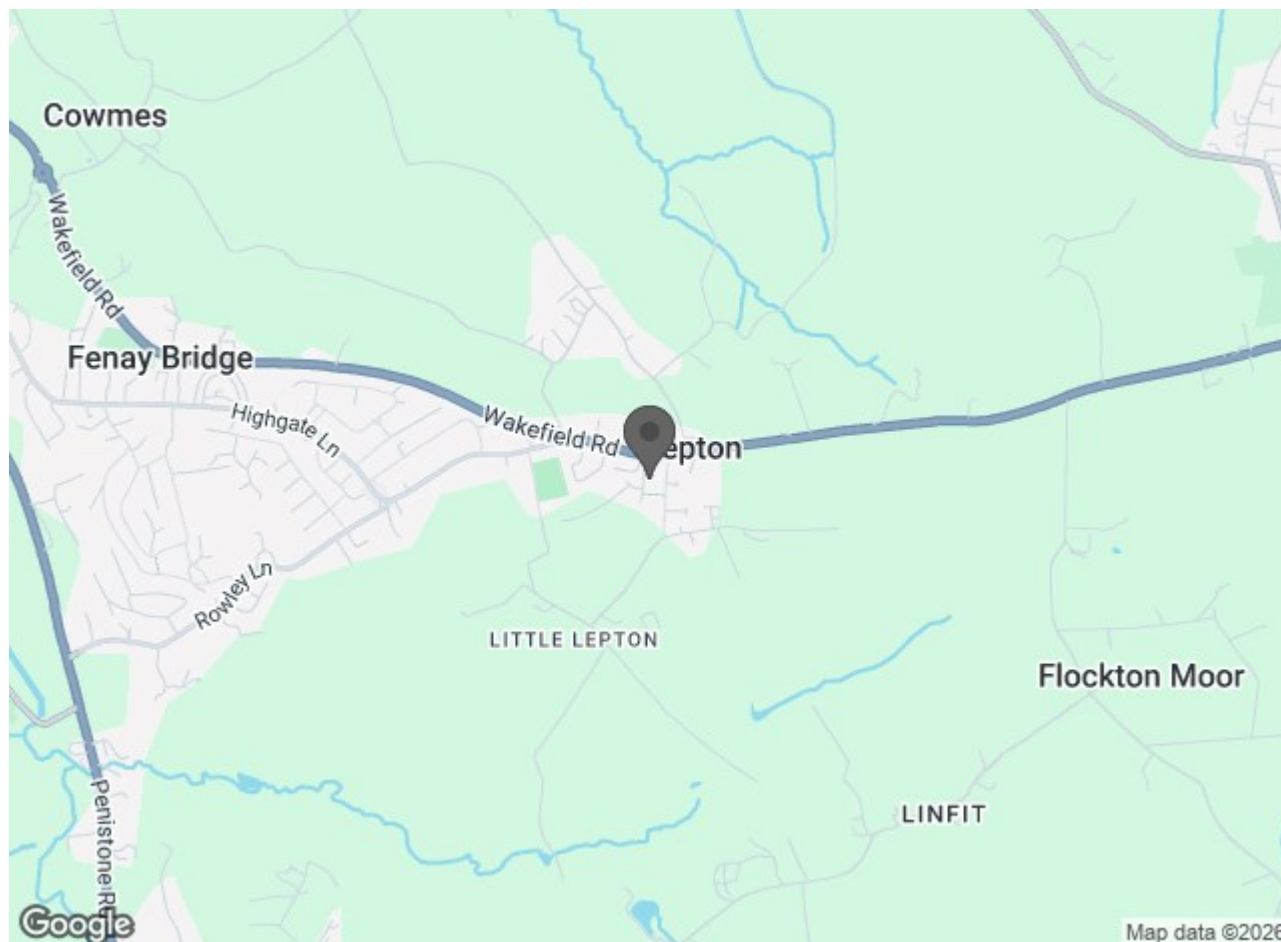 Cowmes
Wakefield Rd
Fenay Bridge
Highgate Ln
Wakefield Rd
epton
Rowley Ln
LITTLE LEPTON
Flockton Moor
LINFIT
Penistone Rd
Google
Map data ©2026